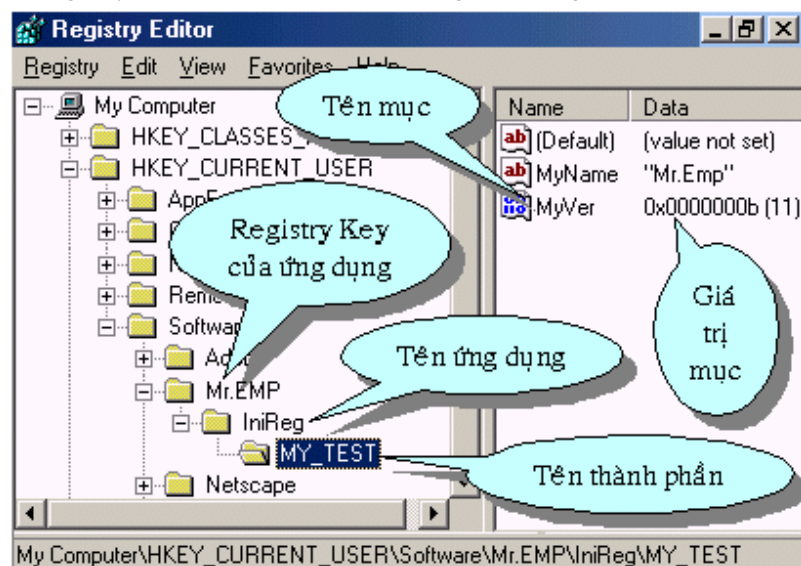 Registry Editor
Registry Edit View Favorites Help
My Computer
HKEY_CLASSES_
HKEY_CURRENT_USER
Software
Mr.EMP
IniReg
MY_TEST
Netscape
Tên mục
Registry Key
của ứng dụng
Tên ứng dụng
Tên thành phần
Name Data
(Default) (value not set)
MyName "Mr.Emp"
MyVer 0x0000000b (11)
Giá
trị
mục
My Computer\HKEY_CURRENT_USER\Software\Mr.EMP\IniReg\MY_TEST